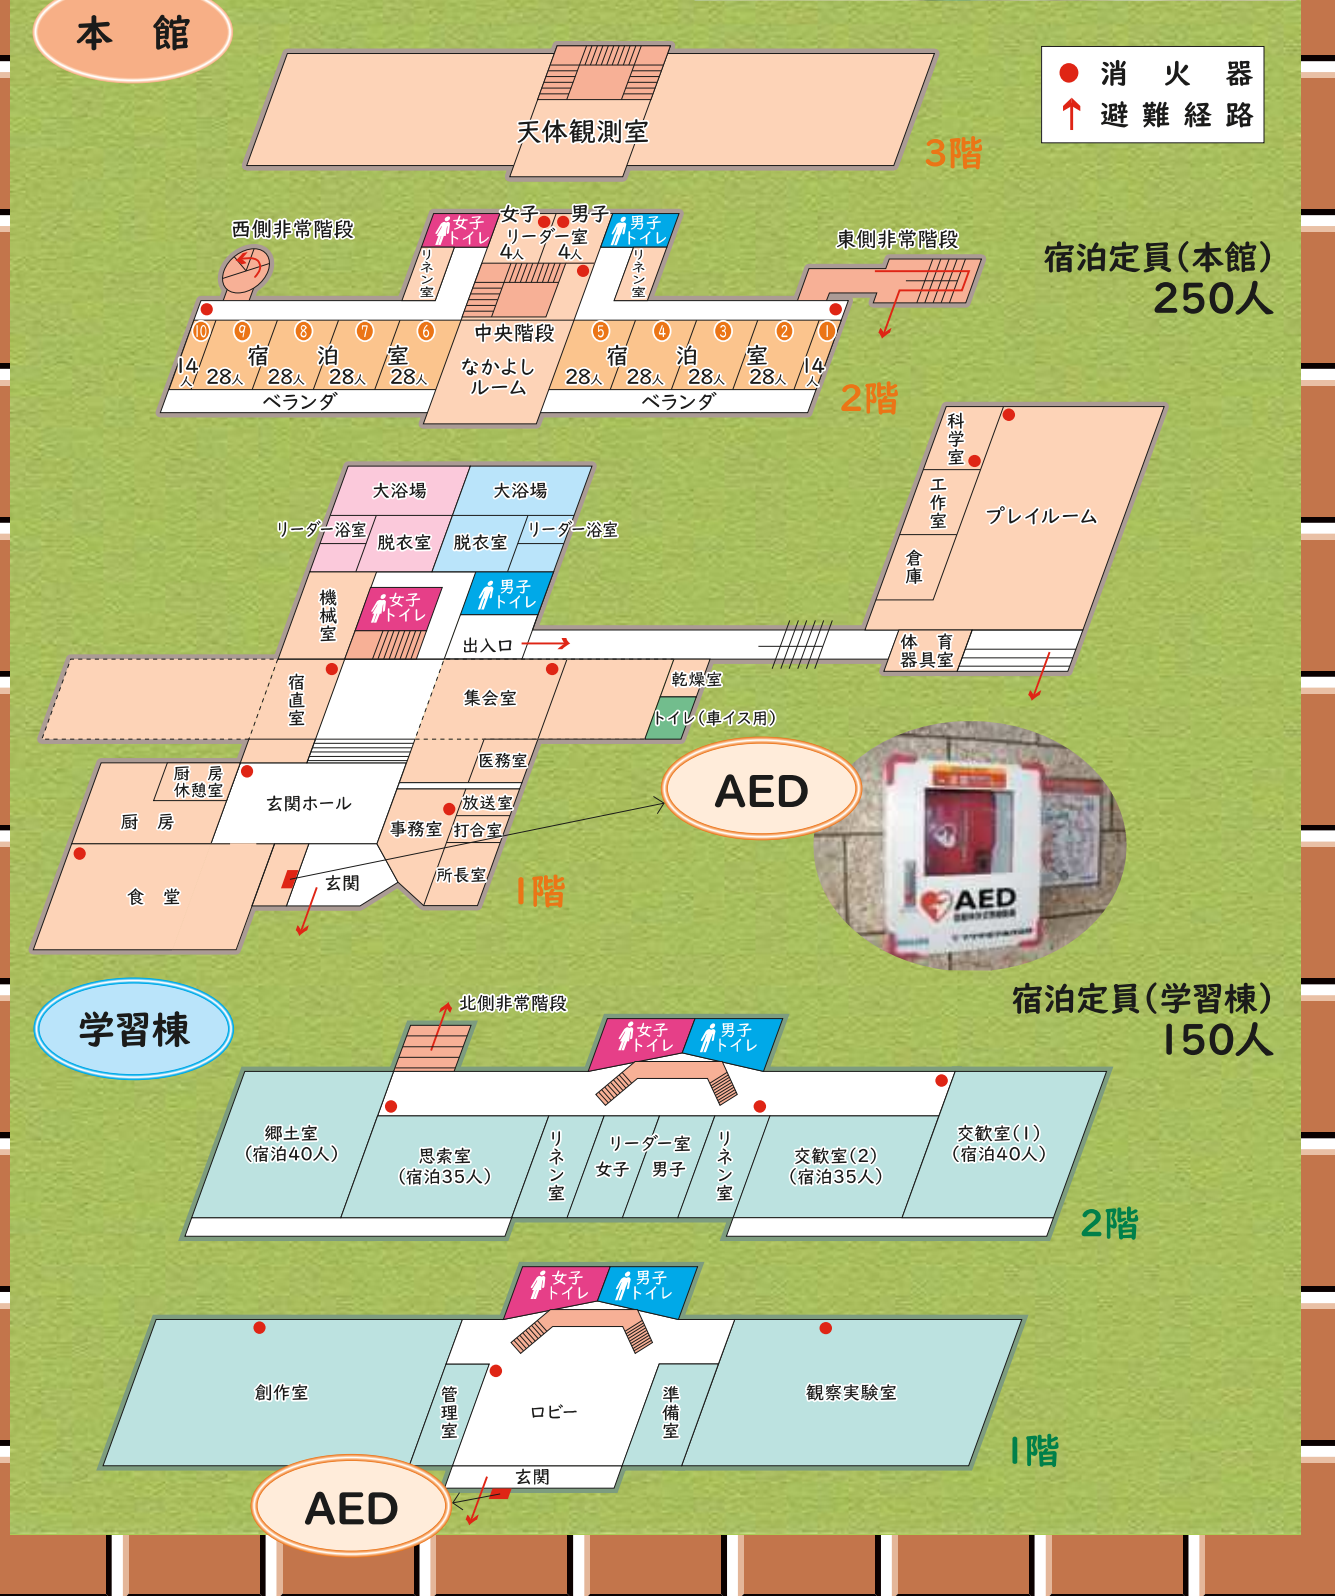 本　館
消　火　器
避難経路
天体観測室
3階
西側非常階段
女子
トイレ
女子
男子
リーダー室
4人
4人
男子
トイレ
リネン室
リネン室
東側非常階段
宿泊定員(本館)
250人
⑩
⑨
⑧
⑦
⑥
中央階段
⑤
④
③
②
①
宿　泊　室
宿　泊　室
14人
28人
28人
28人
28人
なかよし
ルーム
28人
28人
28人
28人
14人
ベランダ
ベランダ
2階
科学室
工作室
プレイルーム
倉庫
体　育
器具室
大浴場
大浴場
リーダー浴室
脱衣室
脱衣室
リーダー浴室
機械室
女子
トイレ
男子
トイレ
出入口
宿直室
集会室
乾燥室
トイレ(車イス用)
医務室
厨　房
休憩室
玄関ホール
放送室
厨　房
事務室
打合室
食　堂
玄関
所長室
1階
AED
AED
学習棟
北側非常階段
宿泊定員(学習棟)
150人
女子
トイレ
男子
トイレ
郷土室
(宿泊40人)
思索室
(宿泊35人)
リネン室
リーダー室
女子
男子
リネン室
交歓室(2)
(宿泊35人)
交歓室(1)
(宿泊40人)
2階
女子
トイレ
男子
トイレ
創作室
管理室
ロビー
準備室
観察実験室
玄関
1階
AED